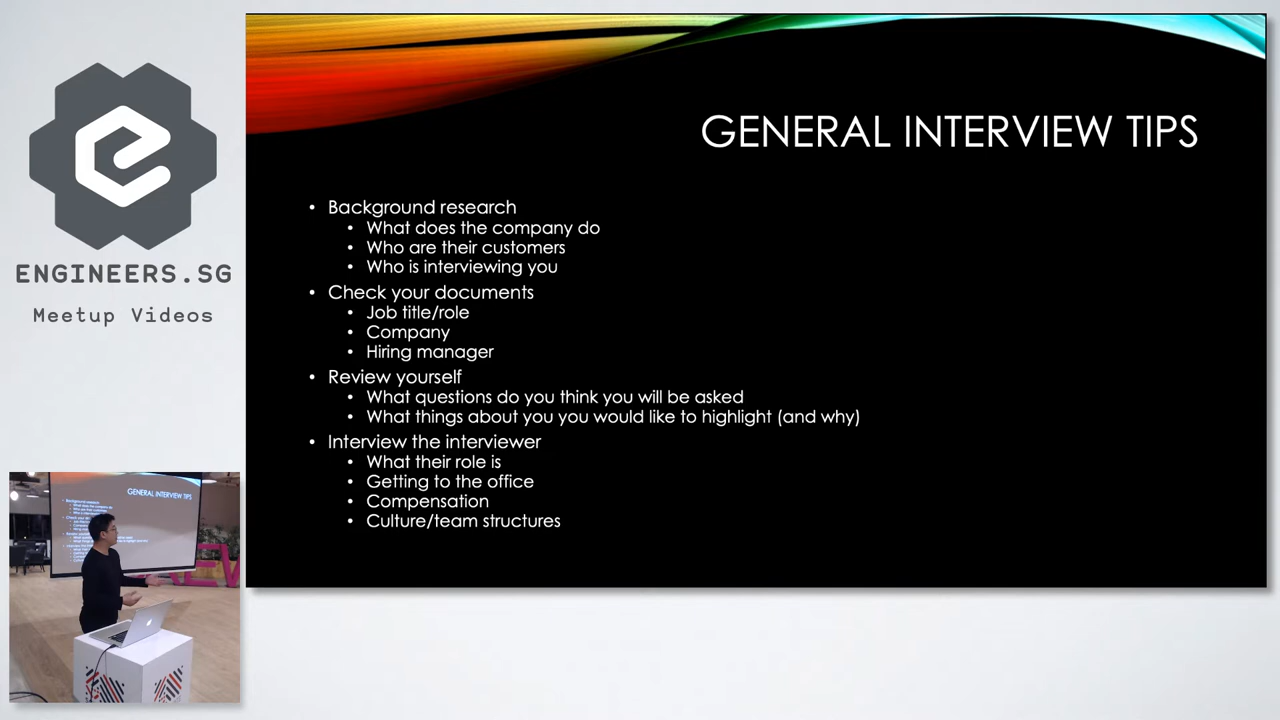 ENGINEERS.SG
Meetup Videos
GENERAL INTERVIEW TIPS
• Background research
• What does the company do
• Who are their customers
• Who is interviewing you
• Check your documents
• Job title/role
• Company
• Hiring manager
• Review yourself
• What questions do you think you will be asked
• What things about you you would like to highlight (and why)
• Interview the interviewer
• What their role is
• Getting to the office
• Compensation
• Culture/team structures
GENERAL INTERVIEW TIPS